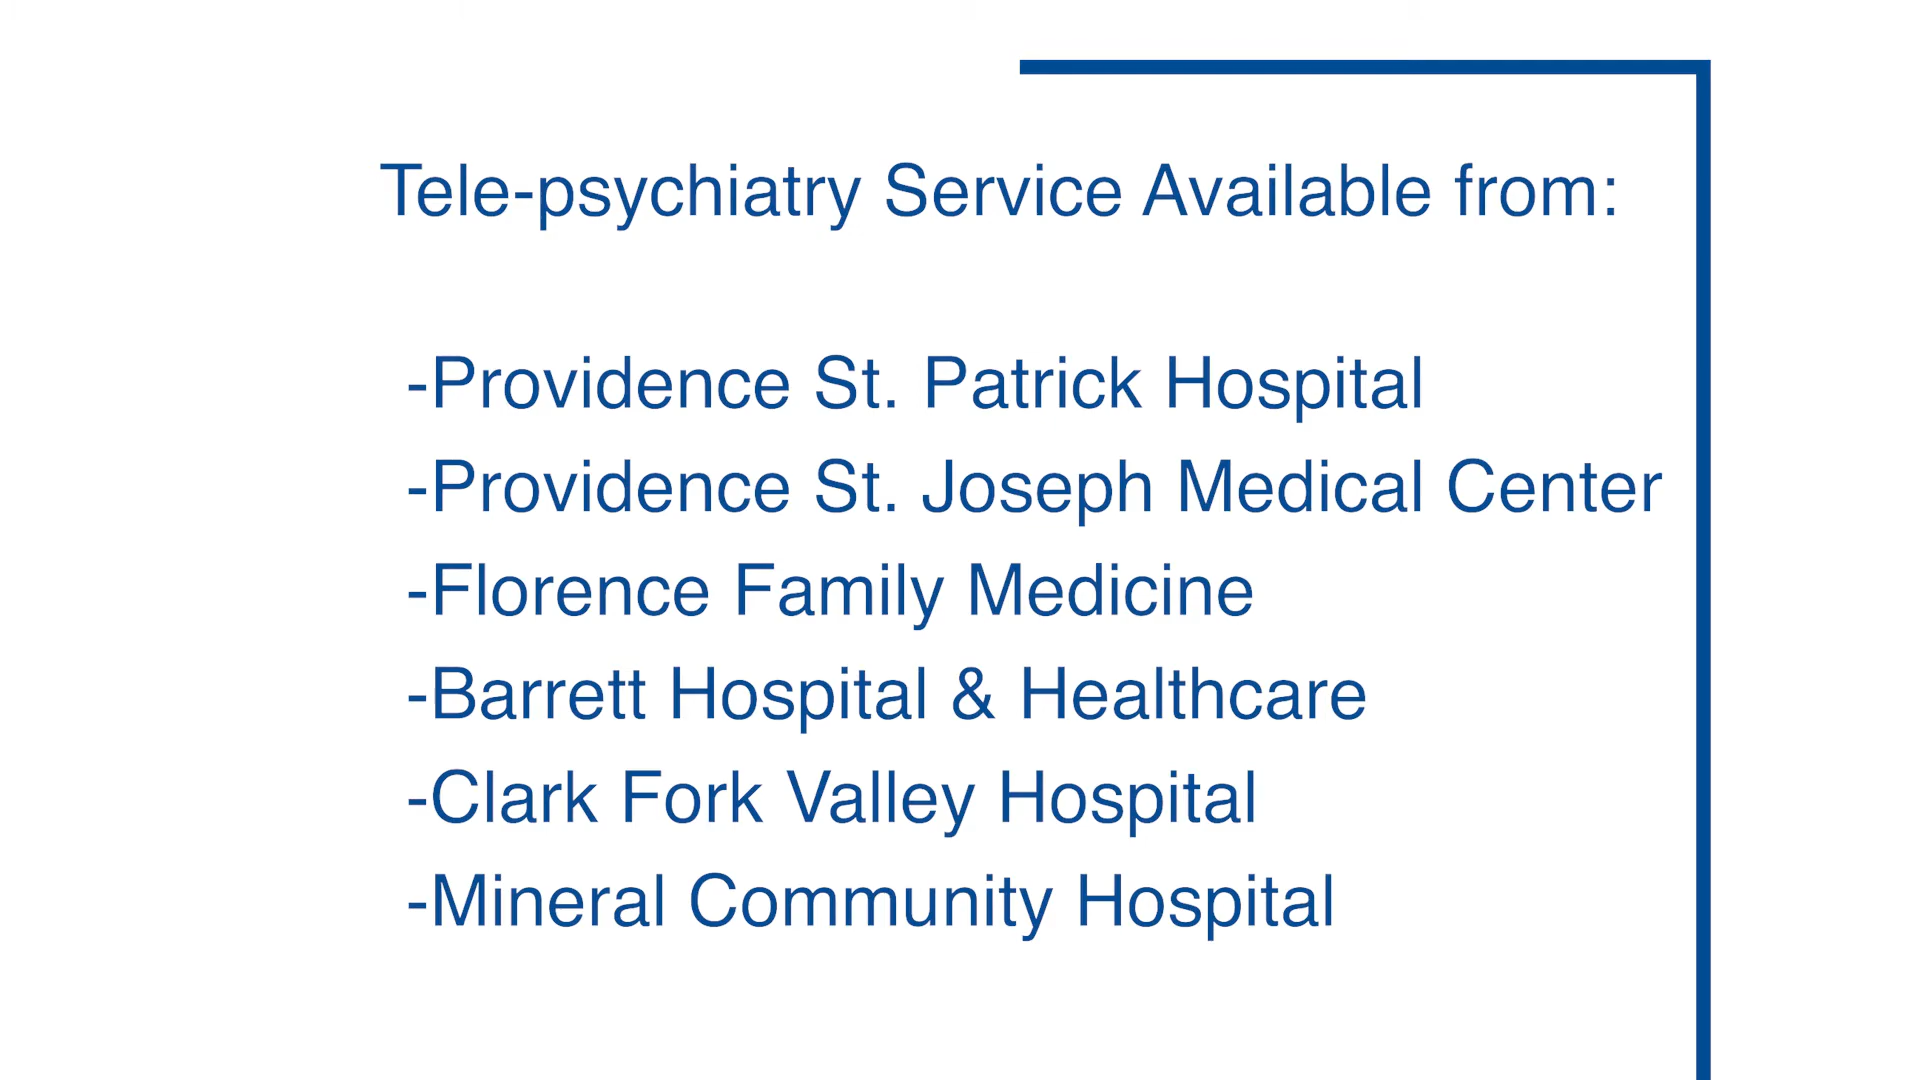 Tele-psychiatry Service Available from:
-Providence St. Patrick Hospital
-Providence St. Joseph Medical Center
-Florence Family Medicine
-Barrett Hospital & Healthcare
-Clark Fork Valley Hospital
-Mineral Community Hospital